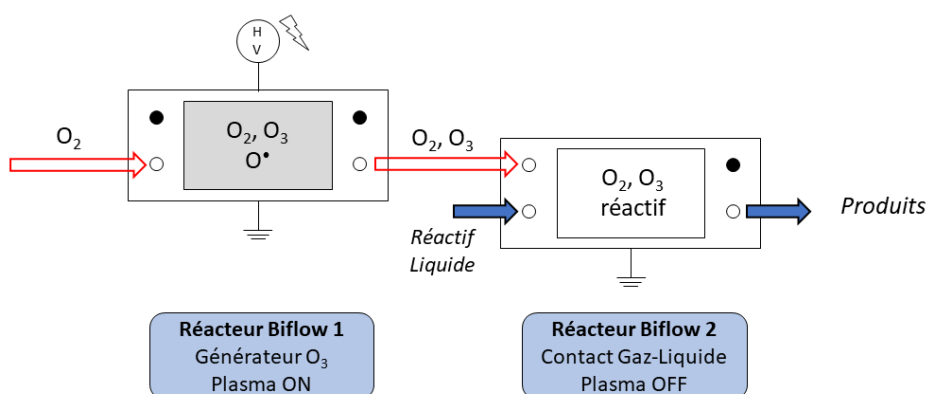 H
V
O₂
O₂, O₃
O•
O₂, O₃
O₂, O₃
réactif
Réactif
Liquide
Produits
Réacteur Biflow 1
Générateur O₃
Plasma ON
Réacteur Biflow 2
Contact Gaz-Liquide
Plasma OFF